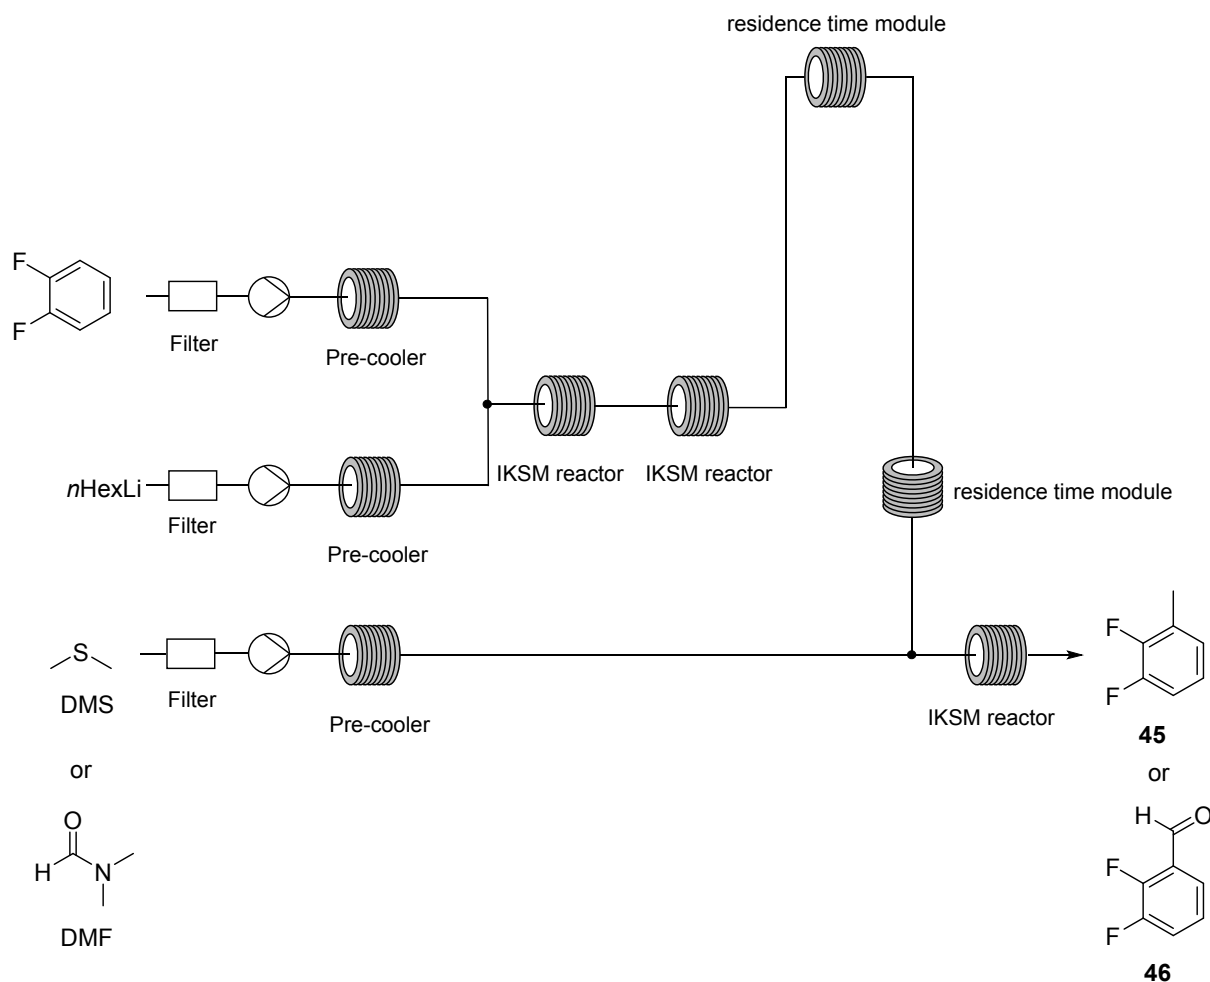 residence time module
F
F
Filter
Pre-cooler
IKSM reactor
IKSM reactor
nHexLi
Filter
Pre-cooler
residence time module
S
DMS
Filter
Pre-cooler
IKSM reactor
F
F
45
or
or
O
H
N
DMF
H
O
F
F
46